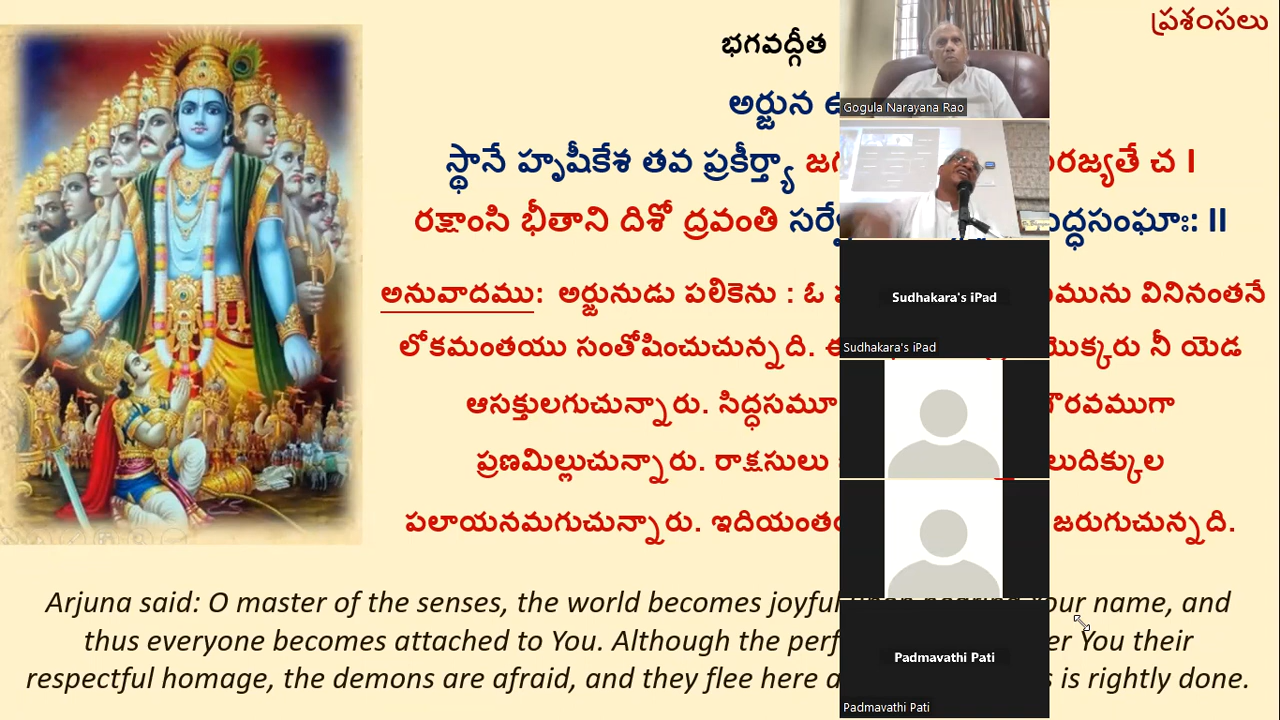 ప్రశంసలు
భగవద్గీత
అర్జున
స్థానే హృషీకేశ తవ ప్రకీర్త్యా
రజ్యతే చ I
రక్షాంసి భీతాని దిశో ద్రవంతి
ద్ధసంఘాః: II
అనువాదము: అర్జునుడు పలికెను : ఓ
మును వినినంతనే
లోకమంతయు సంతోషించుచున్నది.
యొక్కరు నీ యెడ
ఆసక్తులగుచున్నారు. సిద్ధసమూ
గౌరవముగా
ప్రణమిల్లుచున్నారు. రాక్షసులు
లుదిక్కుల
పలాయనమగుచున్నారు.
జరుగుచున్నది.
Arjuna said: O master of the senses, the world becomes joyful upon hearing Your name, and
thus everyone becomes attached to You. Although the perf
er You their
respectful homage, the demons are afraid, and they flee here a
s is rightly done.
Gogula Narayana Rao
Sudhakara's iPad
Sudhakara's iPad
Padmavathi Pati
Padmavathi Pati